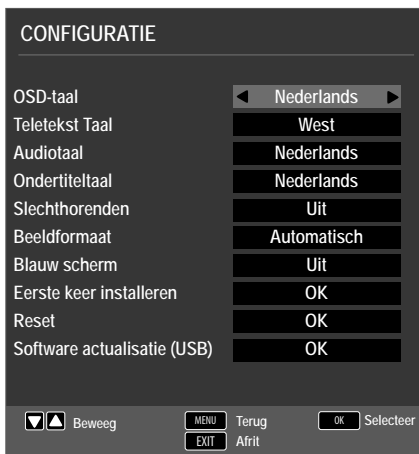 CONFIGURATIE
OSD-taal Nederlands
Teletekst Taal West
Audiotaal Nederlands
Ondertiteltaal Nederlands
Slechthorenden Uit
Beeldformaat Automatisch
Blauw scherm Uit
Eerste keer installeren OK
Reset OK
Software actualisatie (USB) OK
Beweeg MENU Terug OK Selecteer
EXIT Afrit